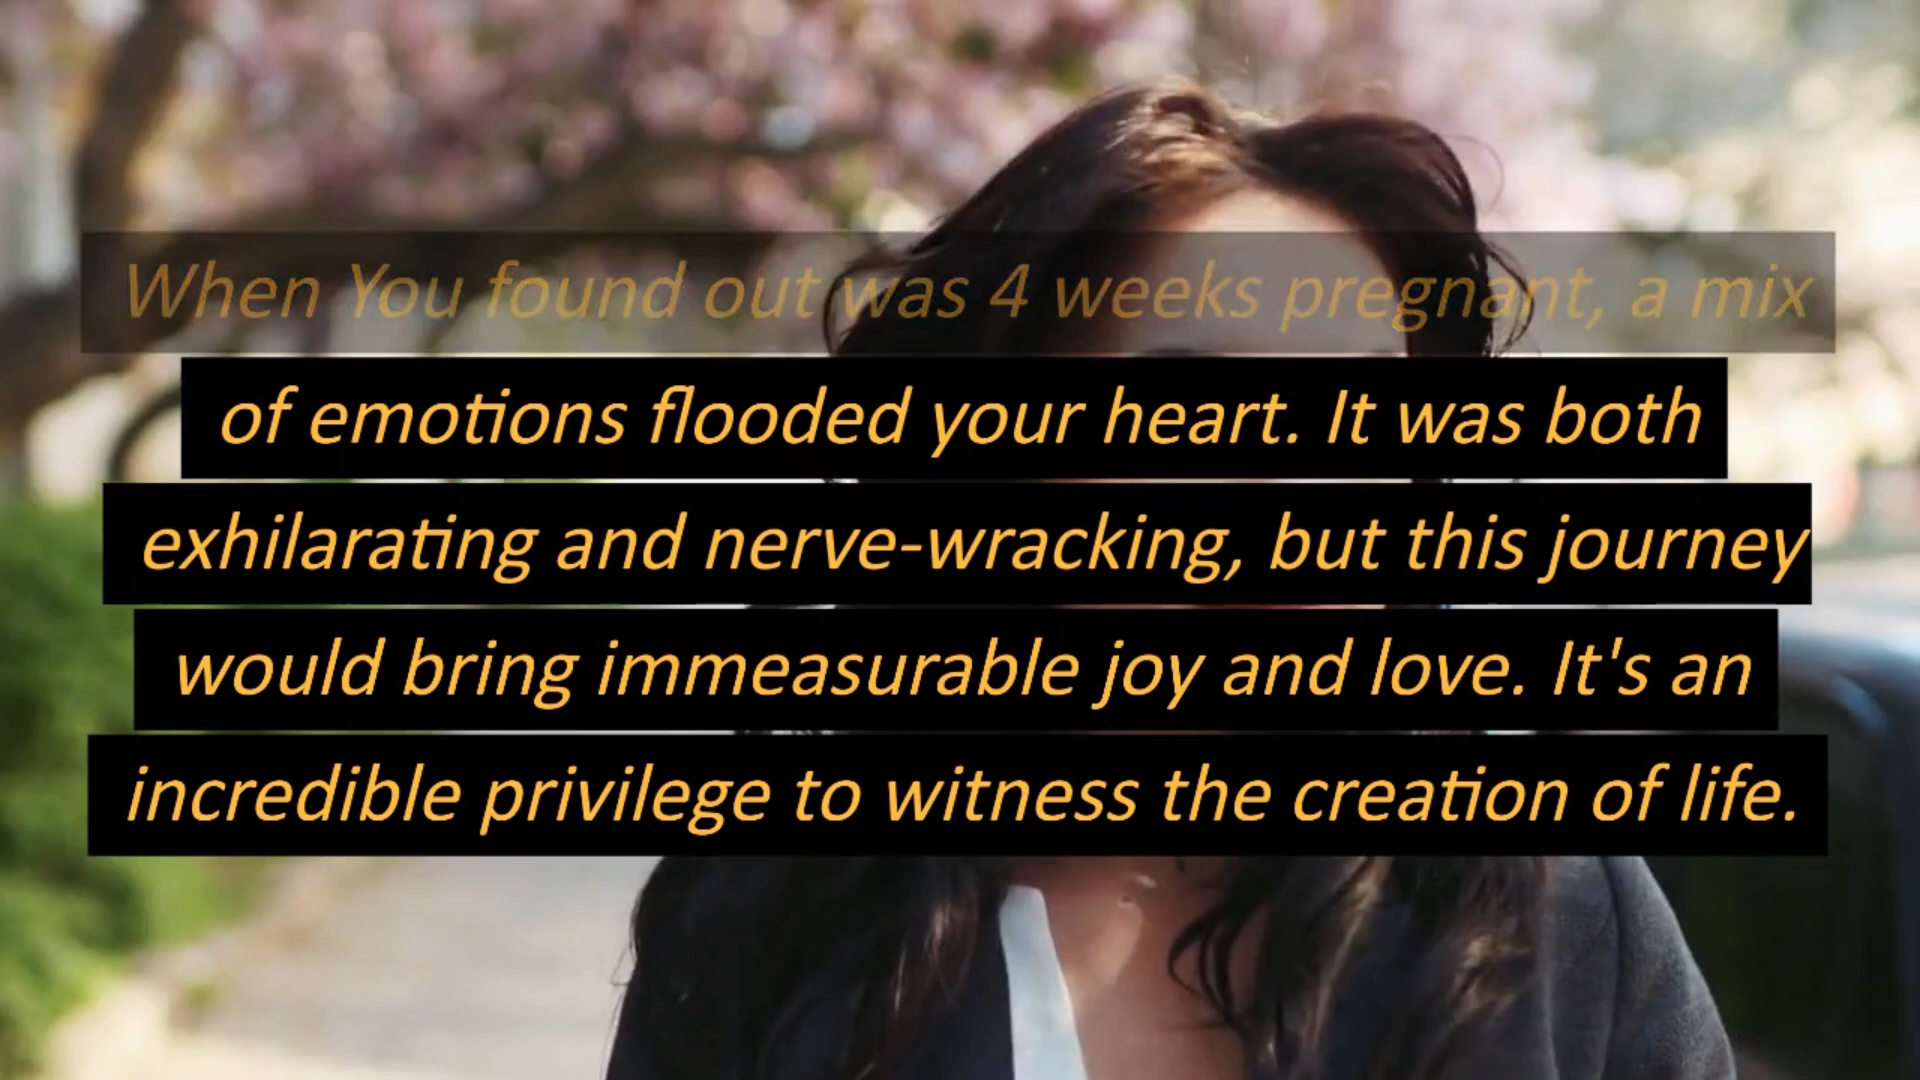 When You found out was 4 weeks pregnant, a mix
of emotions flooded your heart. It was both
exhilarating and nerve-wracking, but this journey
would bring immeasurable joy and love. It's an
incredible privilege to witness the creation of life.